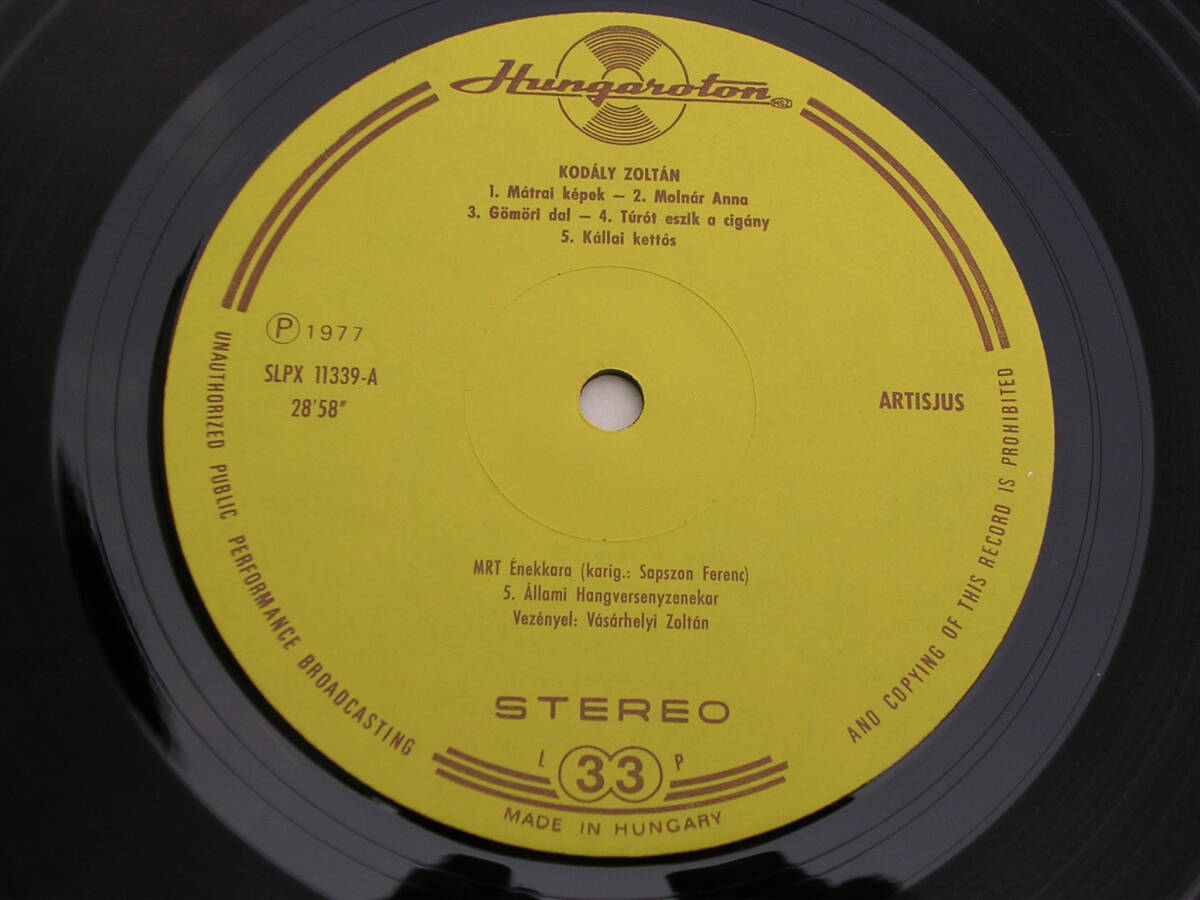 Hungaroton
HSZ
KODÁLY ZOLTÁN
1. Mátrai képek – 2. Molnár Anna
3. Gömöri dal – 4. Túrót eszik a cigány
5. Kállai kettős
Ⓟ 1977
SLPX 11339-A
28'58"
ARTISJUS
MRT Énekkara (karig.: Sapszon Ferenc)
5. Állami Hangversenyzenekar
Vezényel: Vásárhelyi Zoltán
STEREO
L 33 P
MADE IN HUNGARY
UNAUTHORIZED PUBLIC PERFORMANCE BROADCASTING
AND COPYING OF THIS RECORD IS PROHIBITED